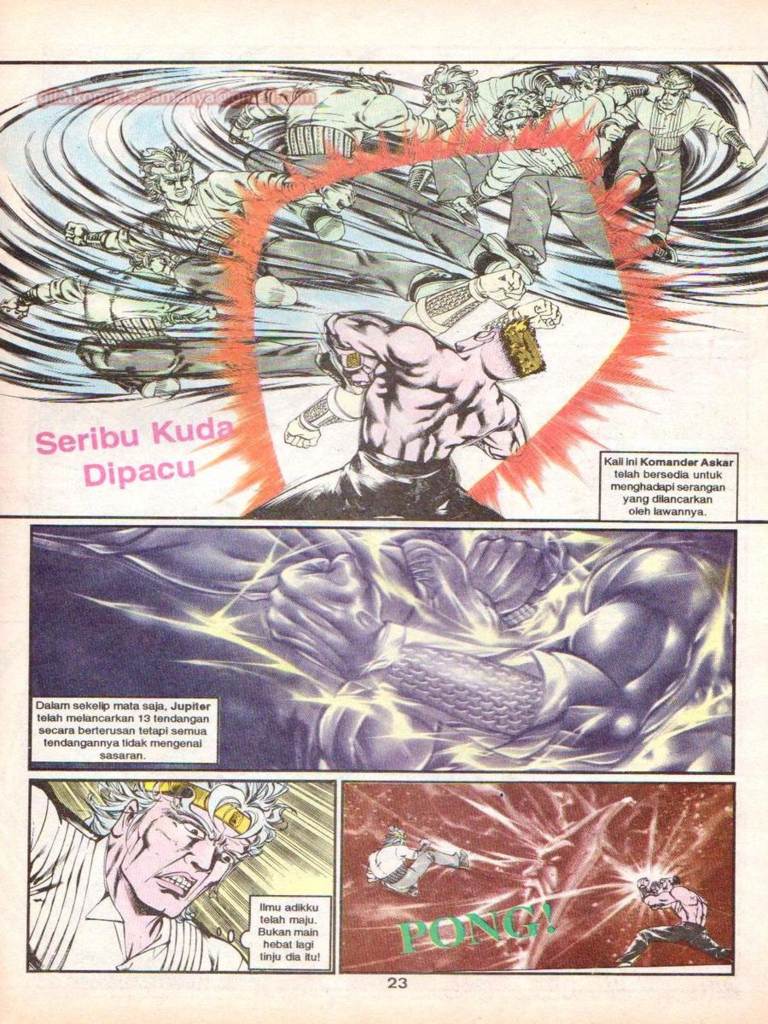 Seribu Kuda
Dipacu
Kali ini Komander Askar
telah bersedia untuk
menghadapi serangan
yang dilancarkan
oleh lawannya.
Dalam sekelip mata saja, Jupiter
telah melancarkan 13 tendangan
secara berterusan tetapi semua
tendangannya tidak mengenai
sasaran.
Ilmu adikku
telah maju.
Bukan main
hebat lagi
tinju dia itu!
PONG!
23